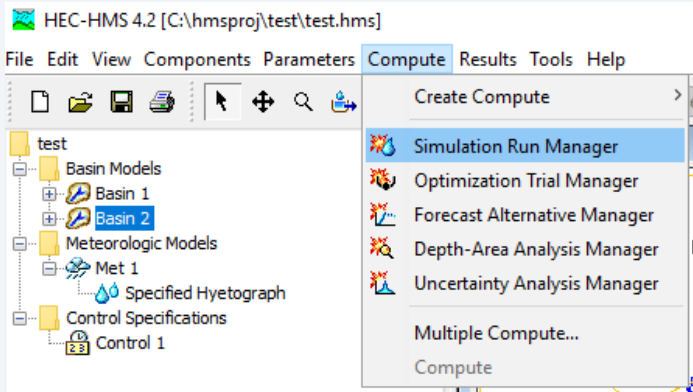 HEC-HMS 4.2 [C:\hmsproj\test\test.hms]
File Edit View Components Parameters Compute Results Tools Help
Create Compute
test
Simulation Run Manager
Basin Models
Optimization Trial Manager
Basin 1
Forecast Alternative Manager
Basin 2
Meteorologic Models
Depth-Area Analysis Manager
Met 1
Uncertainty Analysis Manager
Specified Hyetograph
Control Specifications
Multiple Compute...
Control 1
Compute